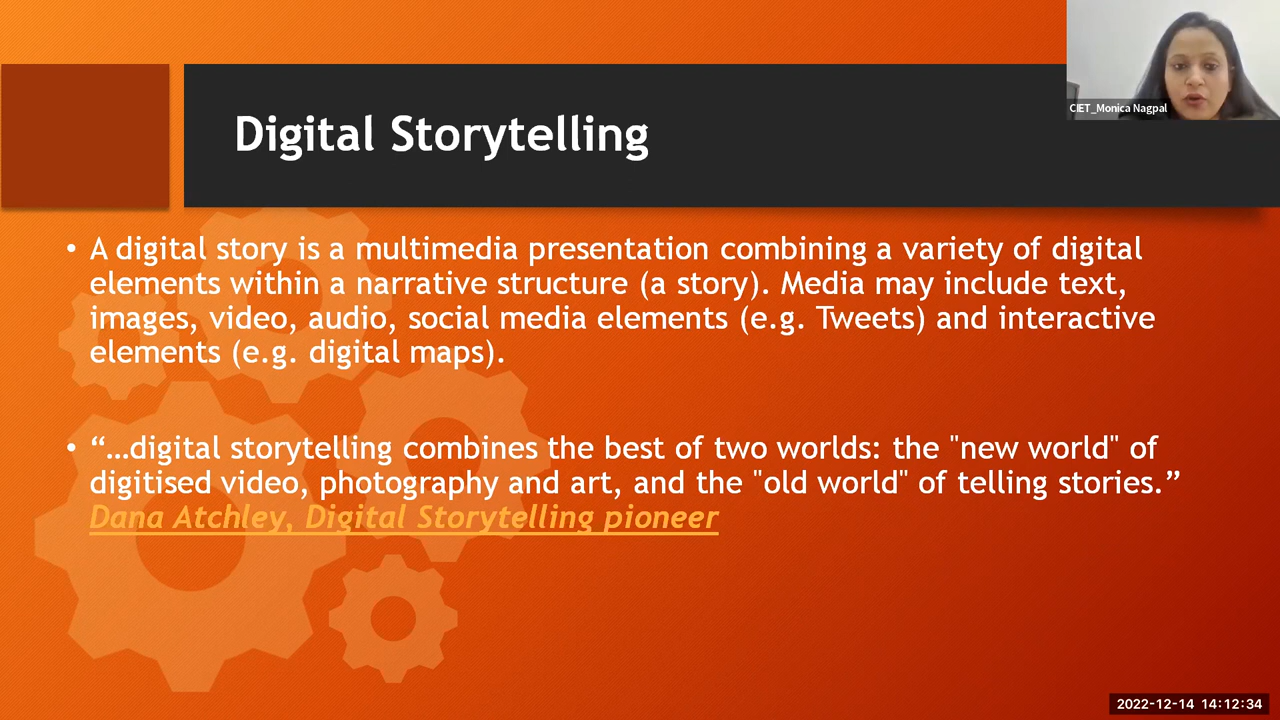 CIET_Monica Nagpal
Digital Storytelling
• A digital story is a multimedia presentation combining a variety of digital
elements within a narrative structure (a story). Media may include text,
images, video, audio, social media elements (e.g. Tweets) and interactive
elements (e.g. digital maps).
• “…digital storytelling combines the best of two worlds: the "new world" of
digitised video, photography and art, and the "old world" of telling stories.”
Dana Atchley, Digital Storytelling pioneer
2022-12-14 14:12:34